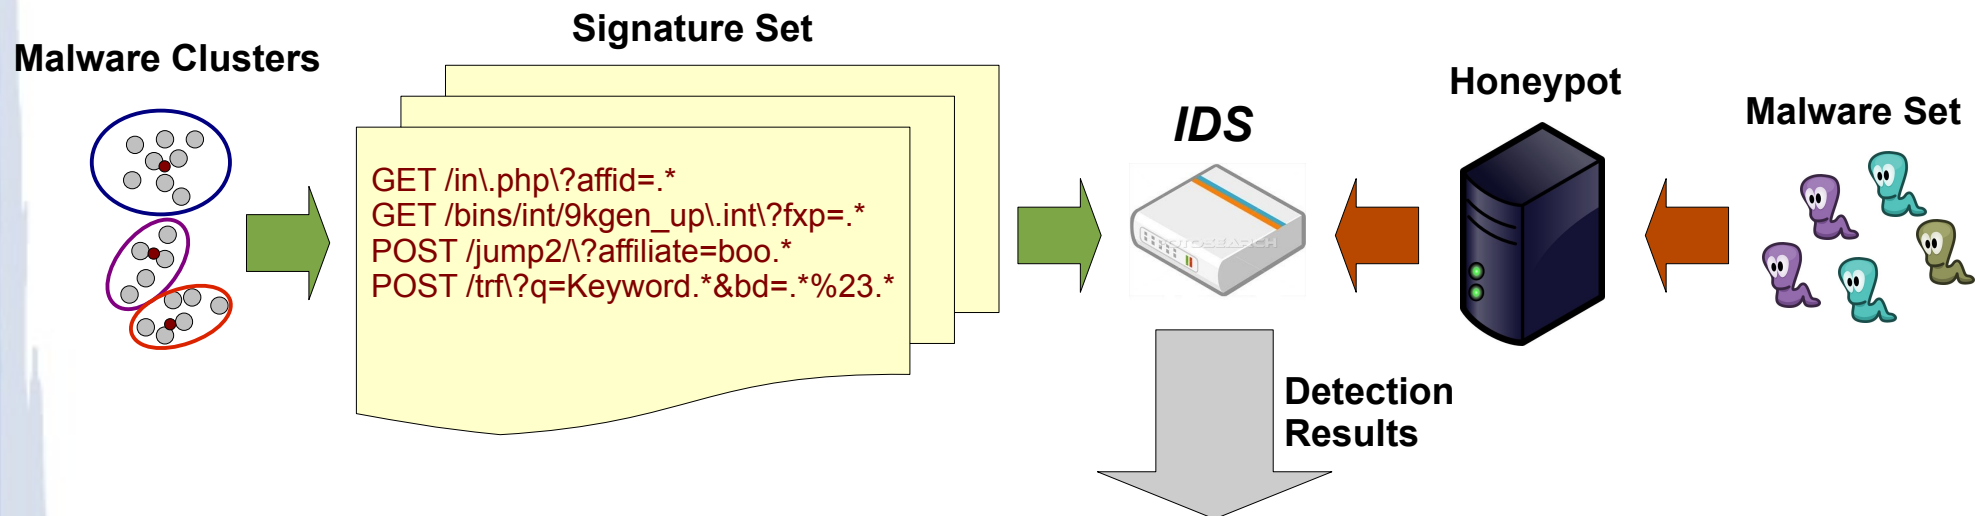 Malware Clusters
Signature Set
GET /in\.php\?affid=.*
GET /bins/int/9kgen_up\.int\?fxp=.*
POST /jump2/\?affiliate=boo.*
POST /trf\?q=Keyword.*&bd=.*%23.*
IDS
FOTOSEARCH
Honeypot
Malware Set
Detection
Results